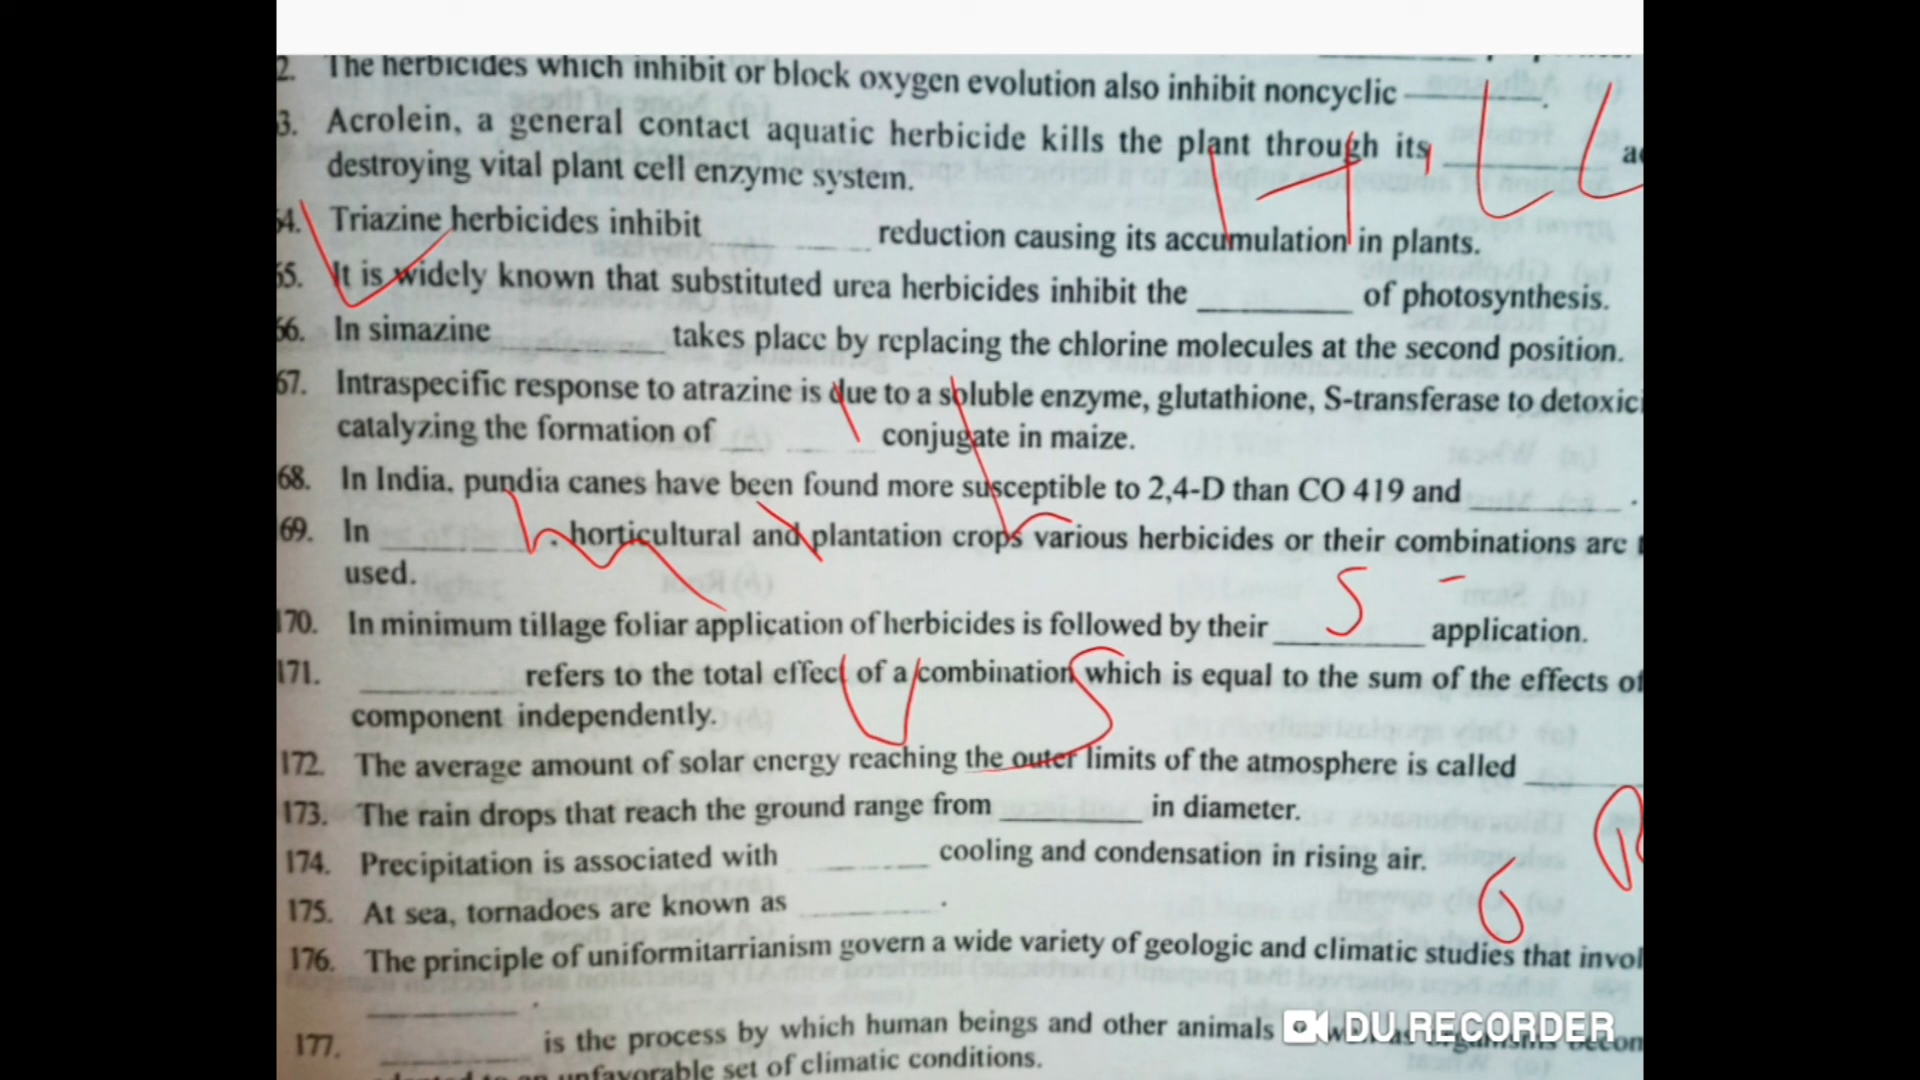 2. The herbicides which inhibit or block oxygen evolution also inhibit noncyclic ________.
3. Acrolein, a general contact aquatic herbicide kills the plant through its ________
destroying vital plant cell enzyme system.
64. Triazine herbicides inhibit ________ reduction causing its accumulation in plants.
65. It is widely known that substituted urea herbicides inhibit the ________ of photosynthesis.
66. In simazine ________ takes place by replacing the chlorine molecules at the second position.
67. Intraspecific response to atrazine is due to a soluble enzyme, glutathione, S-transferase to detoxici
catalyzing the formation of ________ conjugate in maize.
68. In India, pundia canes have been found more susceptible to 2,4-D than CO 419 and ________.
69. In ________, horticultural and plantation crops various herbicides or their combinations are
used.
170. In minimum tillage foliar application of herbicides is followed by their ________ application.
171. ________ refers to the total effect of a combination which is equal to the sum of the effects of
component independently.
172. The average amount of solar energy reaching the outer limits of the atmosphere is called ________
173. The rain drops that reach the ground range from ________ in diameter.
174. Precipitation is associated with ________ cooling and condensation in rising air.
175. At sea, tornadoes are known as ________.
176. The principle of uniformitarrianism govern a wide variety of geologic and climatic studies that invol
________.
177. ________ is the process by which human beings and other animals as well as organisms becom
adapted to an unfavorable set of climatic conditions.
DU RECORDER